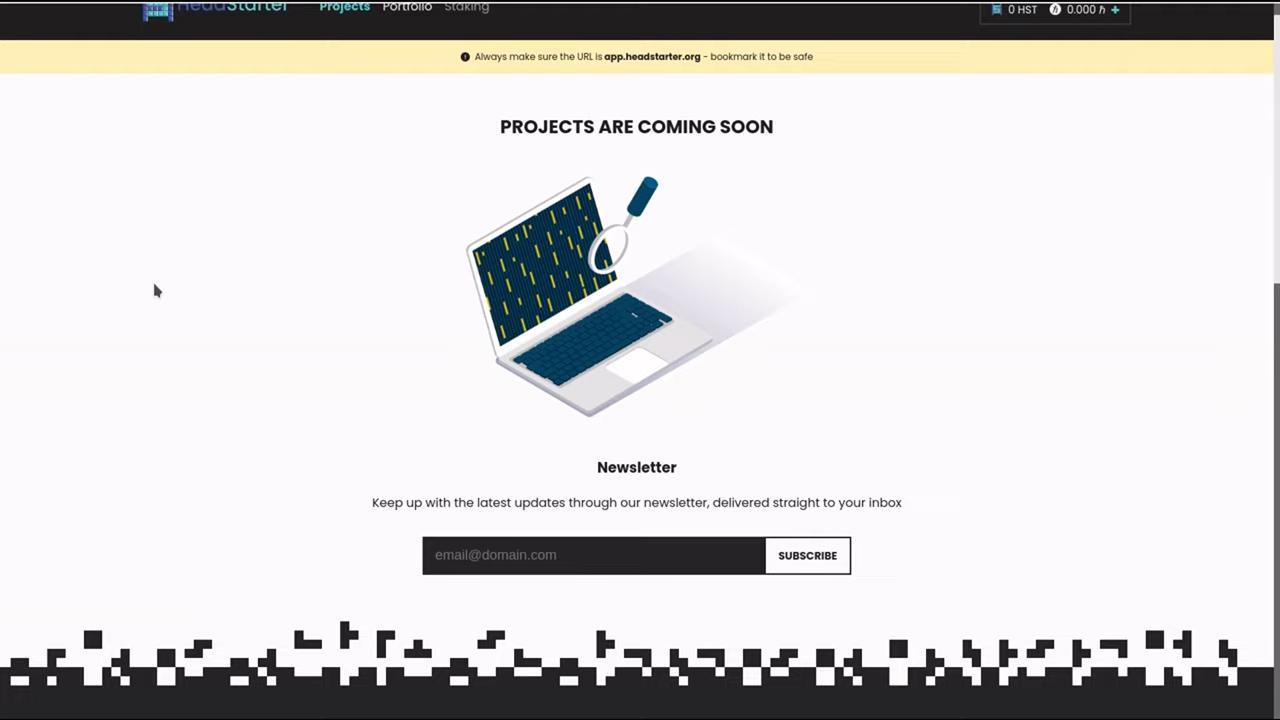 HeadStarter Projects Portfolio Staking 0 HST 0.000 ℏ +
Always make sure the URL is app.headstarter.org - bookmark it to be safe
PROJECTS ARE COMING SOON
Newsletter
Keep up with the latest updates through our newsletter, delivered straight to your inbox
email@domain.com SUBSCRIBE